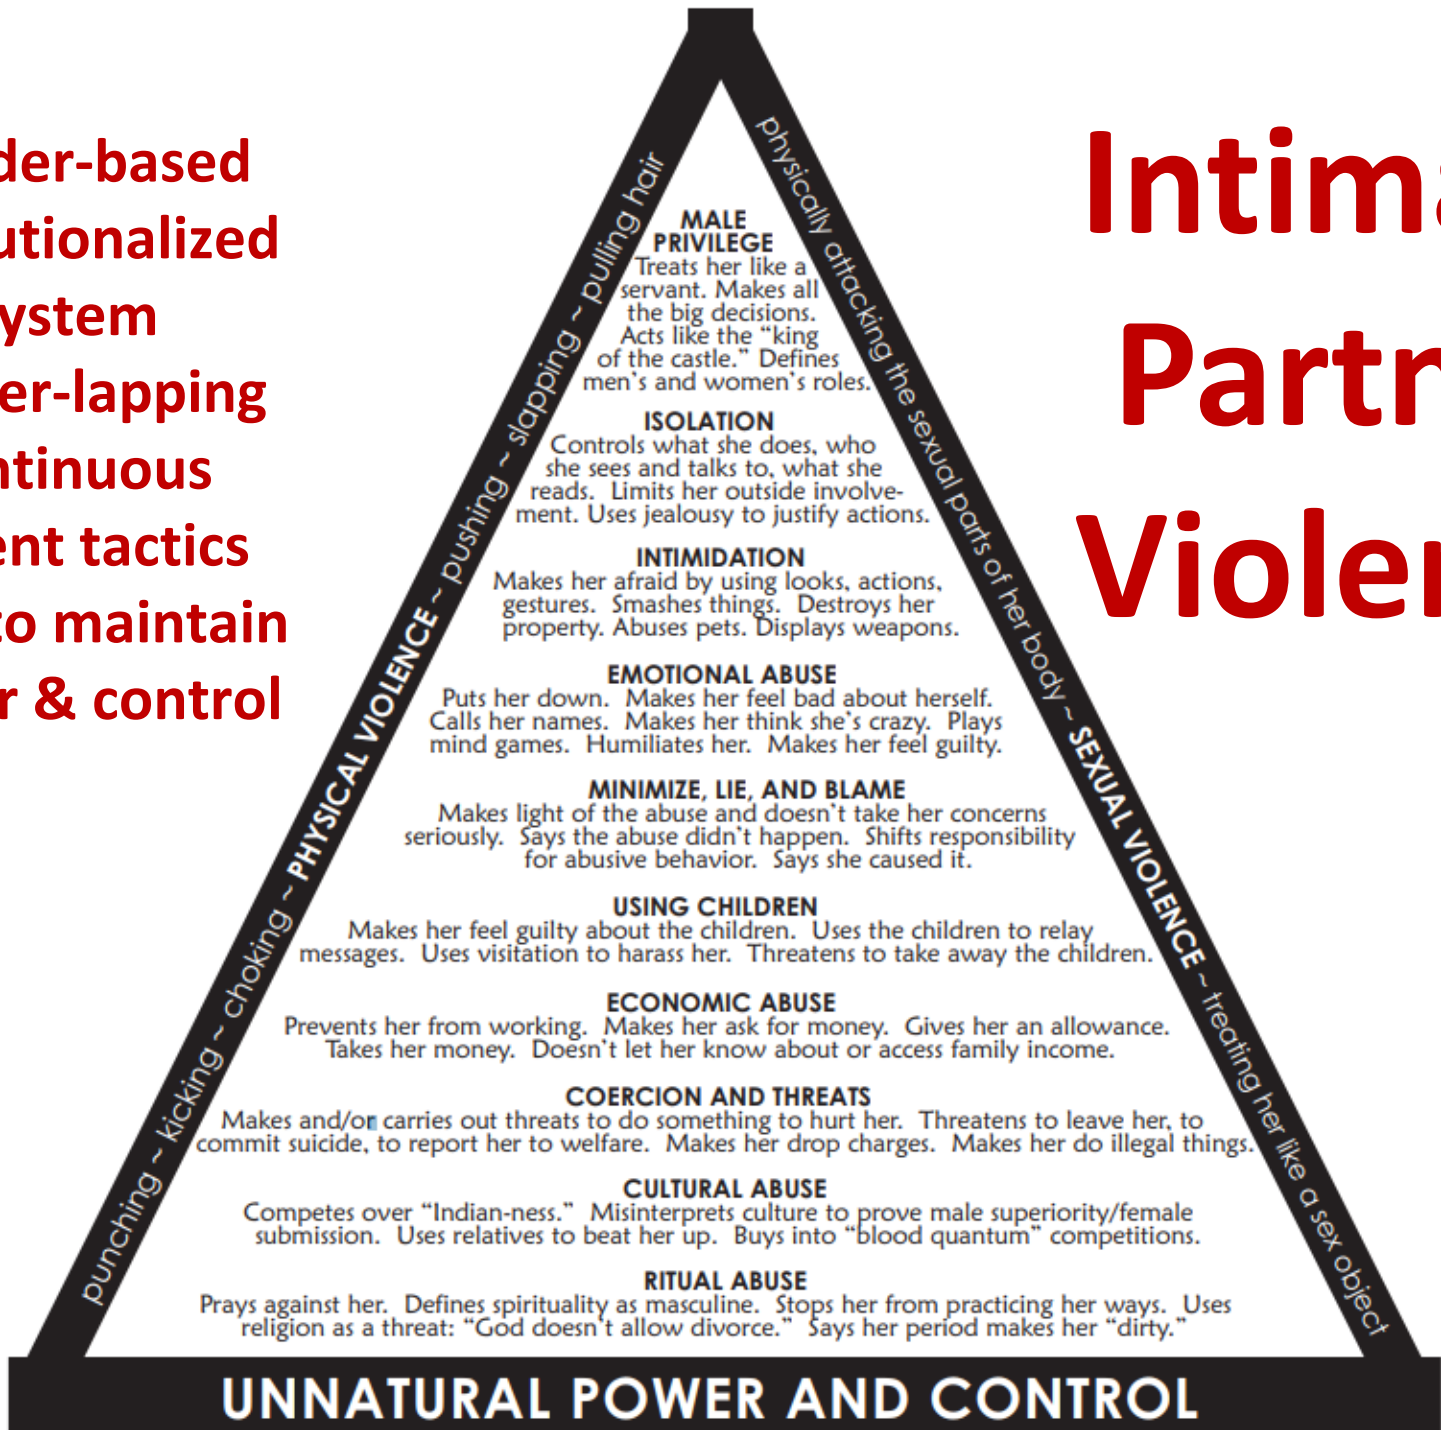 der-based
utionalized
ystem
er-lapping
ntinuous
ent tactics
to maintain
r & control
Intima
Partn
Violen
punching ~ kicking ~ choking ~ PHYSICAL VIOLENCE ~ pushing ~ slapping ~ pulling hair
physically attacking the sexual parts of her body ~ SEXUAL VIOLENCE ~ treating her like a sex object
MALE
PRIVILEGE
Treats her like a
servant. Makes all
the big decisions.
Acts like the “king
of the castle.” Defines
men’s and women’s roles.
ISOLATION
Controls what she does, who
she sees and talks to, what she
reads. Limits her outside involve-
ment. Uses jealousy to justify actions.
INTIMIDATION
Makes her afraid by using looks, actions,
gestures. Smashes things. Destroys her
property. Abuses pets. Displays weapons.
EMOTIONAL ABUSE
Puts her down. Makes her feel bad about herself.
Calls her names. Makes her think she’s crazy. Plays
mind games. Humiliates her. Makes her feel guilty.
MINIMIZE, LIE, AND BLAME
Makes light of the abuse and doesn’t take her concerns
seriously. Says the abuse didn’t happen. Shifts responsibility
for abusive behavior. Says she caused it.
USING CHILDREN
Makes her feel guilty about the children. Uses the children to relay
messages. Uses visitation to harass her. Threatens to take away the children.
ECONOMIC ABUSE
Prevents her from working. Makes her ask for money. Gives her an allowance.
Takes her money. Doesn’t let her know about or access family income.
COERCION AND THREATS
Makes and/or carries out threats to do something to hurt her. Threatens to leave her, to
commit suicide, to report her to welfare. Makes her drop charges. Makes her do illegal things.
CULTURAL ABUSE
Competes over “Indian-ness.” Misinterprets culture to prove male superiority/female
submission. Uses relatives to beat her up. Buys into “blood quantum” competitions.
RITUAL ABUSE
Prays against her. Defines spirituality as masculine. Stops her from practicing her ways. Uses
religion as a threat: “God doesn’t allow divorce.” Says her period makes her “dirty.”
UNNATURAL POWER AND CONTROL